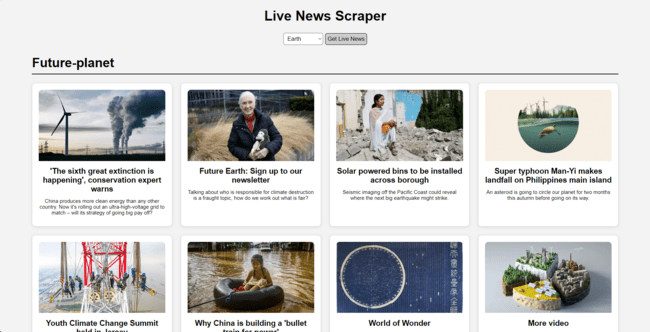 Live News Scraper
Earth
Get Live News
Future-planet
'The sixth great extinction is
happening', conservation expert
warns
China produces more clean energy than any other
country. Now it's rolling out an ultra-high-voltage grid to
match – will its strategy of going big pay off?
Future Earth: Sign up to our
newsletter
Talking about who is responsible for climate destruction
is a fraught topic, how do we work out what is fair?
Solar powered bins to be installed
across borough
Seismic imaging off the Pacific Coast could reveal
where the next big earthquake might strike.
Super typhoon Man-Yi makes
landfall on Philippines main island
An asteroid is going to circle our planet for two months
this autumn before going on its way.
Youth Climate Change Summit
held in Jersey
Why China is building a 'bullet
train for power'
World of Wonder
More video